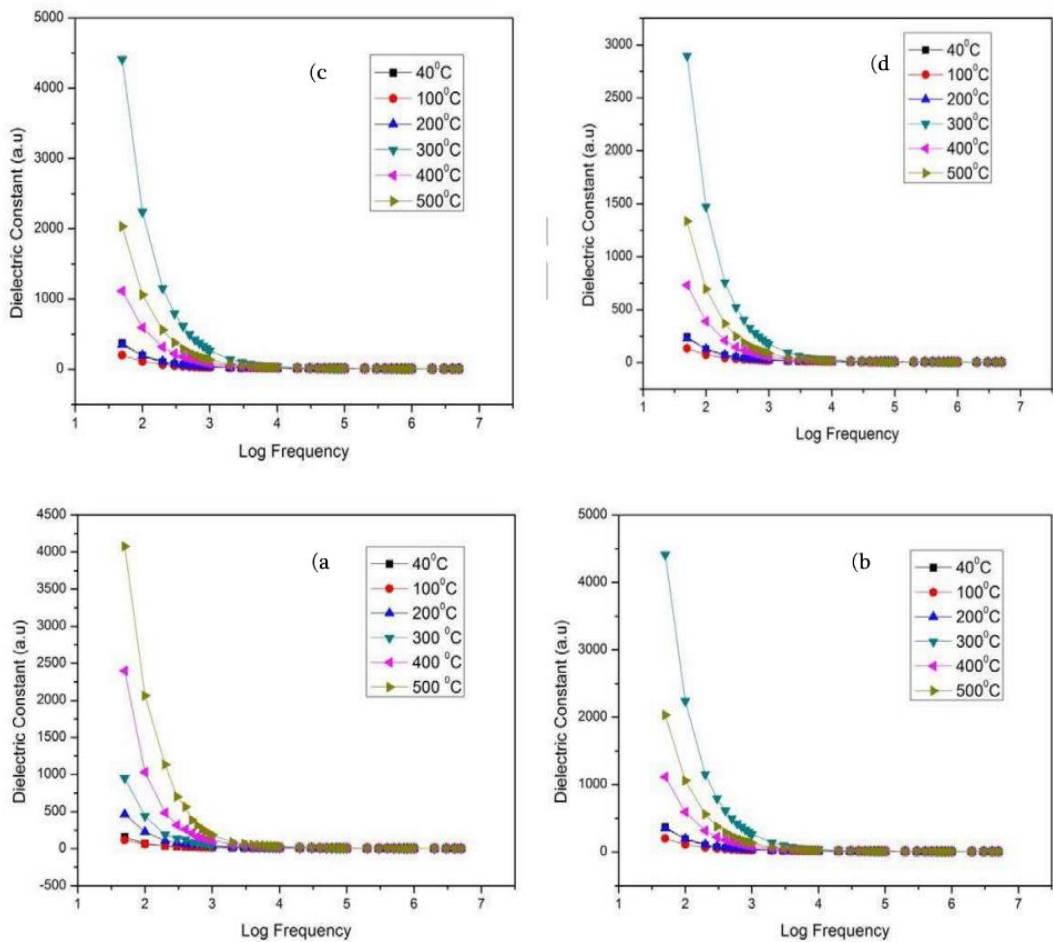 (c
5000
4000
3000
2000
1000
0
1 2 3 4 5 6 7
Dielectric Constant (a.u)
Log Frequency
40⁰C
100⁰C
200⁰C
300⁰C
400⁰C
500⁰C
(d
3000
2500
2000
1500
1000
500
0
1 2 3 4 5 6 7
Dielectric Constant (a.u)
Log Frequency
40⁰C
100⁰C
200⁰C
300⁰C
400⁰C
500⁰C
(a
4500
4000
3500
3000
2500
2000
1500
1000
500
0
-500
1 2 3 4 5 6 7
Dielectric Constant (a.u)
Log Frequency
40⁰C
100⁰C
200⁰C
300 ⁰C
400 ⁰C
500 ⁰C
(b
5000
4000
3000
2000
1000
0
1 2 3 4 5 6 7
Dielectric Constant (a.u)
Log Frequency
40⁰C
100⁰C
200⁰C
300⁰C
400⁰C
500⁰C